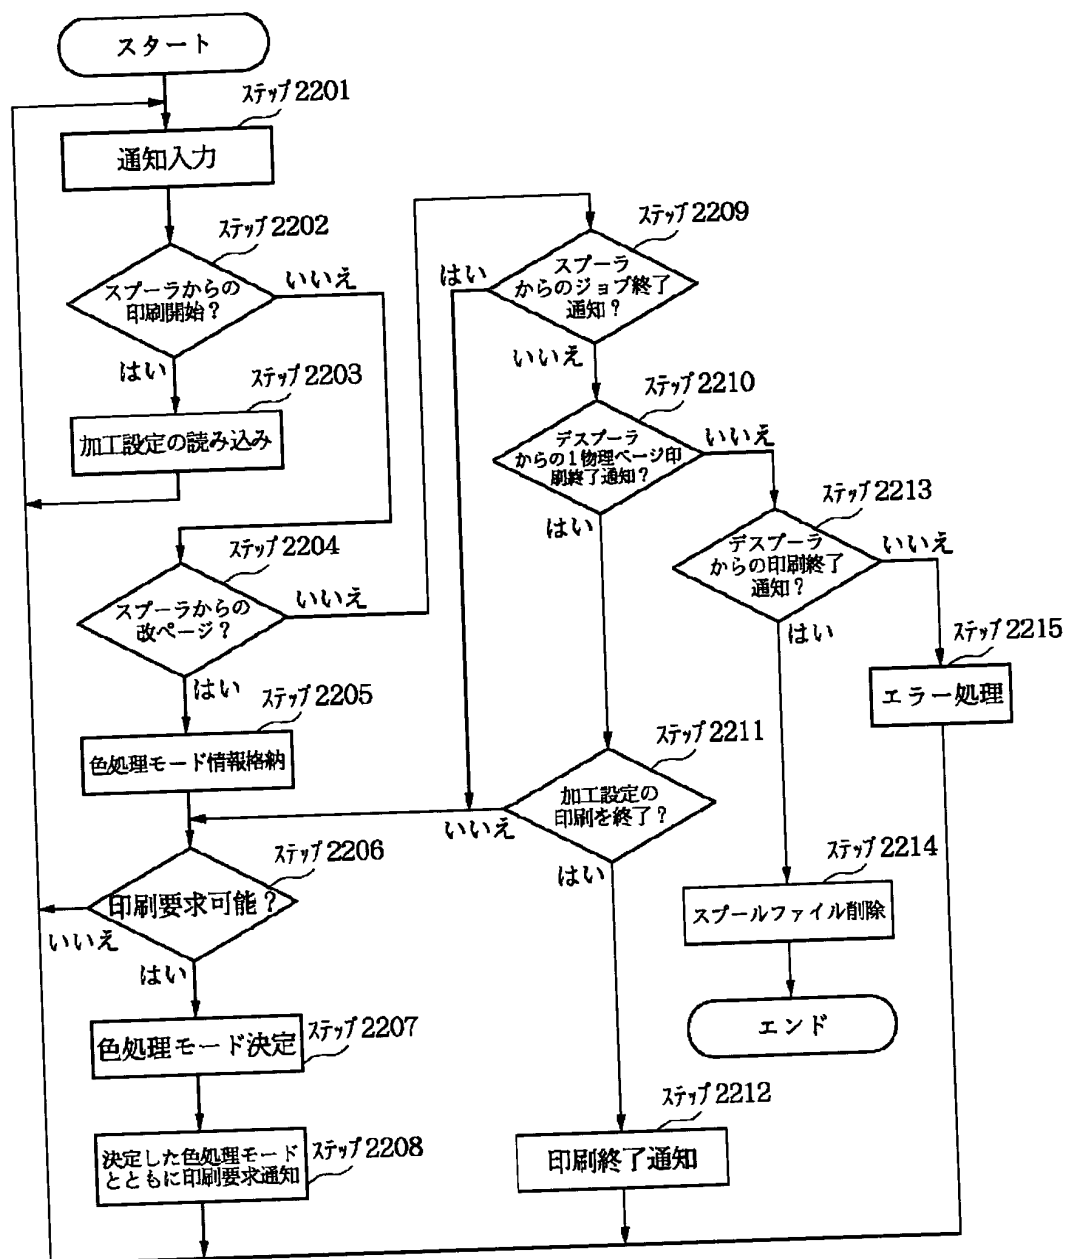 スタート
ステップ2201
通知入力
ステップ2202
スプーラからの
印刷開始?
いいえ
はい
ステップ2203
加工設定の読み込み
ステップ2204
スプーラからの
改ページ?
いいえ
はい
ステップ2205
色処理モード情報格納
ステップ2206
印刷要求可能?
いいえ
はい
色処理モード決定
ステップ2207
決定した色処理モード
とともに印刷要求通知
ステップ2208
ステップ2209
スプーラ
からのジョブ終了
通知?
はい
いいえ
ステップ2210
デスプーラ
からの1物理ページ印
刷終了通知?
いいえ
はい
ステップ2211
加工設定の
印刷を終了?
いいえ
はい
ステップ2212
印刷終了通知
ステップ2213
デスプーラ
からの印刷終了
通知?
いいえ
はい
ステップ2214
スプールファイル削除
エンド
ステップ2215
エラー処理